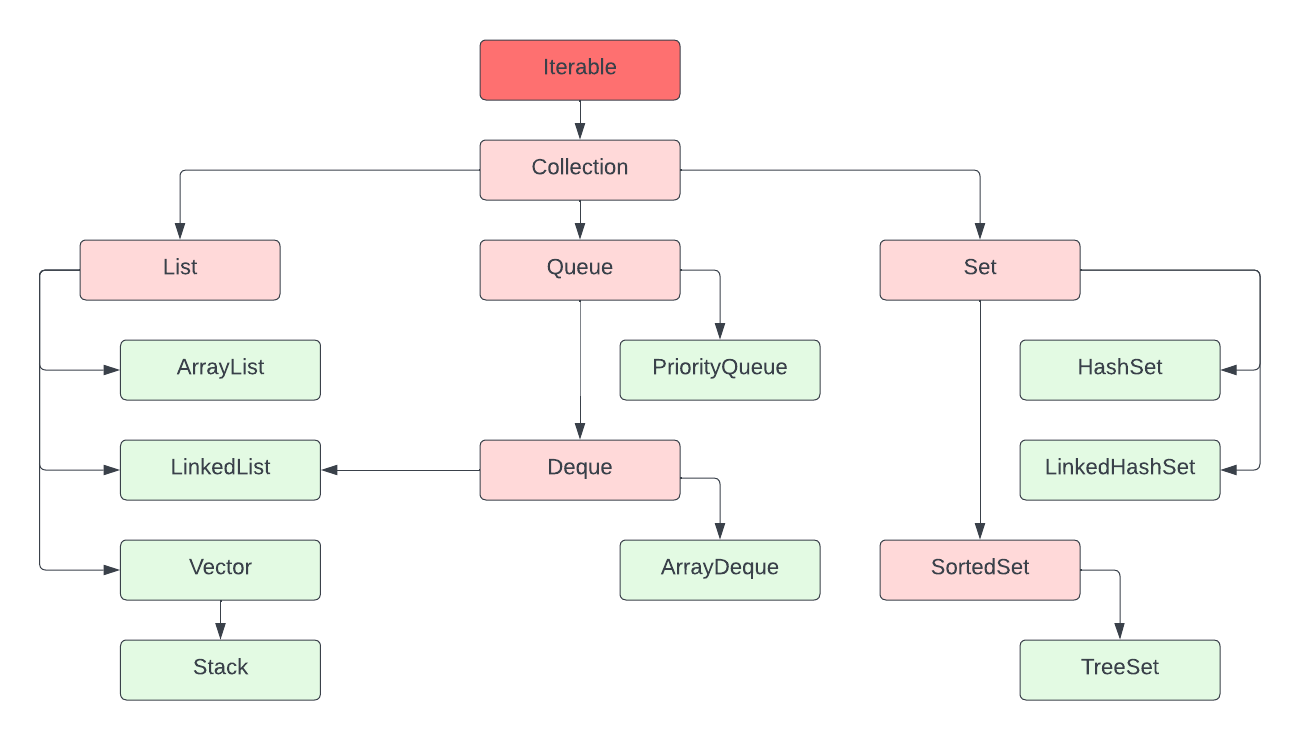 Iterable
Collection
List
Queue
Set
ArrayList
PriorityQueue
HashSet
LinkedList
Deque
LinkedHashSet
Vector
ArrayDeque
SortedSet
Stack
TreeSet